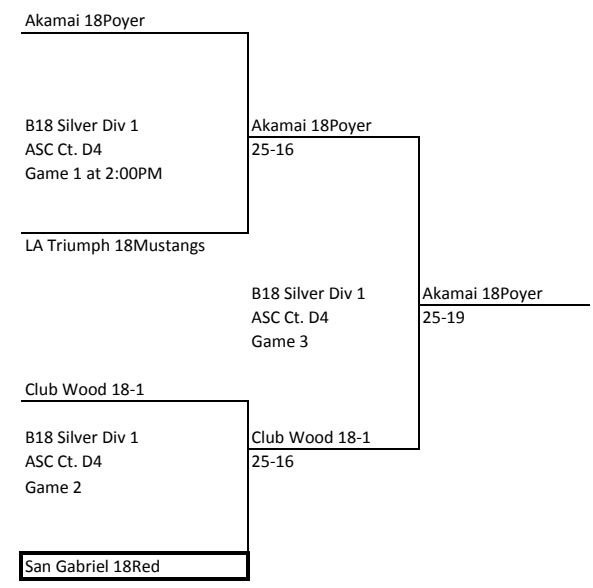 Akamai 18Poyer
B18 Silver Div 1
ASC Ct. D4
Game 1 at 2:00PM
Akamai 18Poyer
25-16
LA Triumph 18Mustangs
B18 Silver Div 1
ASC Ct. D4
Game 3
Akamai 18Poyer
25-19
Club Wood 18-1
B18 Silver Div 1
ASC Ct. D4
Game 2
Club Wood 18-1
25-16
San Gabriel 18Red